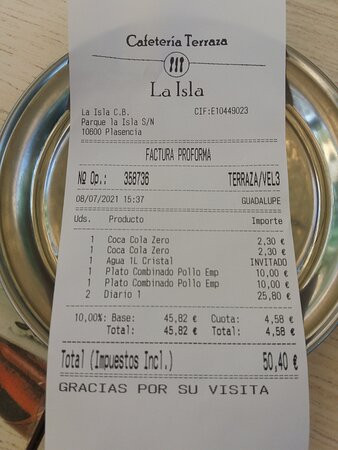 Cafetería Terraza
La Isla
La Isla C.B. CIF:E10449023
Parque la Isla S/N
10600 Plasencia
FACTURA PROFORMA
Nº Op.: 358736 TERRAZA/VEL3
08/07/2021 15:37 GUADALUPE
Uds. Producto Importe
1 Coca Cola Zero 2,30 €
1 Coca Cola Zero 2,30 €
1 Agua 1L Cristal INVITADO
1 Plato Combinado Pollo Emp 10,00 €
1 Plato Combinado Pollo Emp 10,00 €
2 Diario 1 25,80 €
10,00%: Base: 45,82 € Cuota: 4,58 €
Total: 45,82 € Total: 4,58 €
Total (Impuestos Incl.) 50,40 €
GRACIAS POR SU VISITA